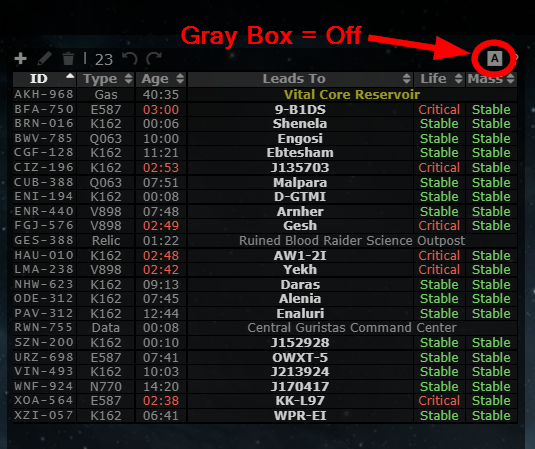 Gray Box = Off
23 A ?
ID Type Age Leads To Life Mass
AKH-968 Gas 40:35 Vital Core Reservoir
BFA-750 E587 03:00 9-B1DS Critical Stable
BRN-016 K162 00:06 Shenela Stable Stable
BWV-785 Q063 10:00 Engosi Stable Stable
CGF-128 K162 11:21 Ebtesham Stable Stable
CIZ-196 K162 02:53 J135703 Critical Stable
CUB-388 Q063 07:51 Malpara Stable Stable
ENI-194 K162 00:08 D-GTMI Stable Stable
ENR-440 V898 07:48 Arnher Stable Stable
FGJ-576 V898 02:49 Gesh Critical Stable
GES-388 Relic 01:22 Ruined Blood Raider Science Outpost
HAU-010 K162 02:48 AW1-2I Critical Stable
LMA-238 V898 02:42 Yekh Critical Stable
NHW-623 K162 09:13 Daras Stable Stable
ODE-312 K162 07:45 Alenia Stable Stable
PAV-312 K162 12:44 Enaluri Stable Stable
RWN-755 Data 00:08 Central Guristas Command Center
SZN-200 K162 00:10 J152928 Stable Stable
URZ-698 E587 07:41 OWXT-5 Stable Stable
VIN-493 K162 10:03 J213924 Stable Stable
WNF-924 N770 14:20 J170417 Stable Stable
XOA-564 E587 02:38 KK-L97 Critical Stable
XZI-057 K162 06:41 WPR-EI Stable Stable